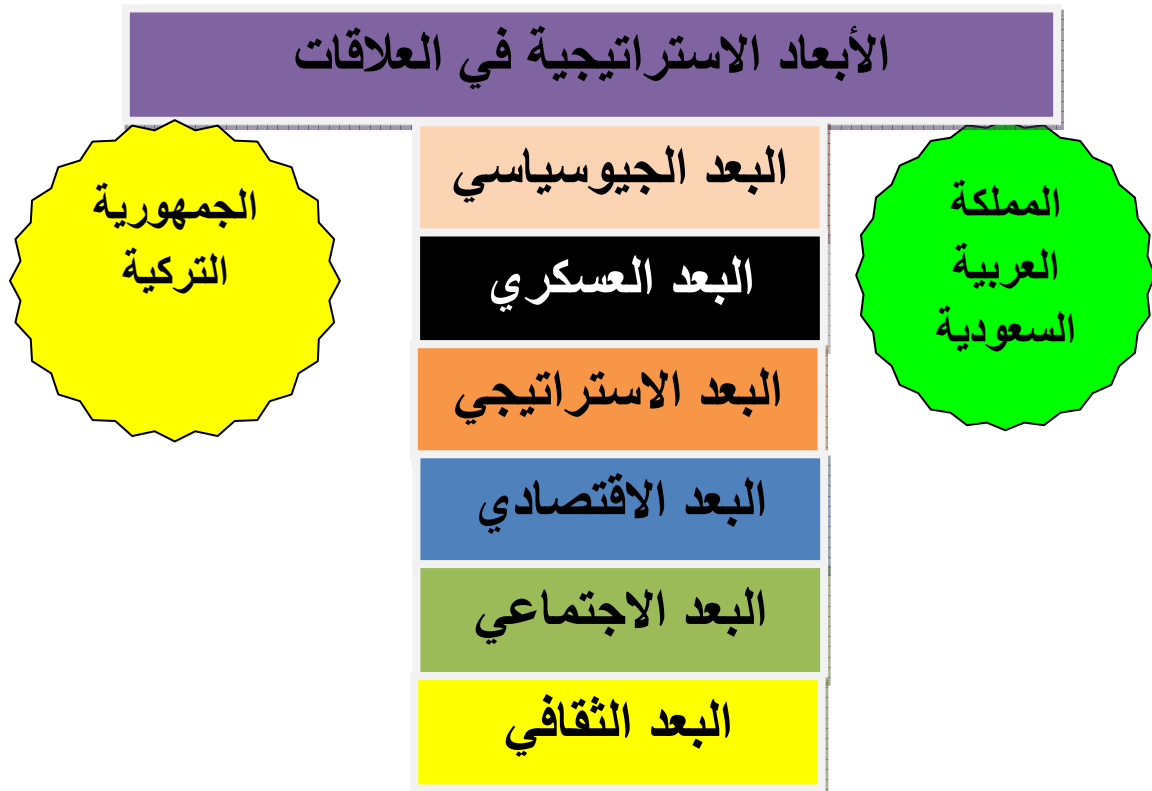 الأبعاد الاستراتيجية في العلاقات
المملكة
العربية
السعودية
البعد الجيوسياسي
البعد العسكري
البعد الاستراتيجي
البعد الاقتصادي
البعد الاجتماعي
البعد الثقافي
الجمهورية
التركية